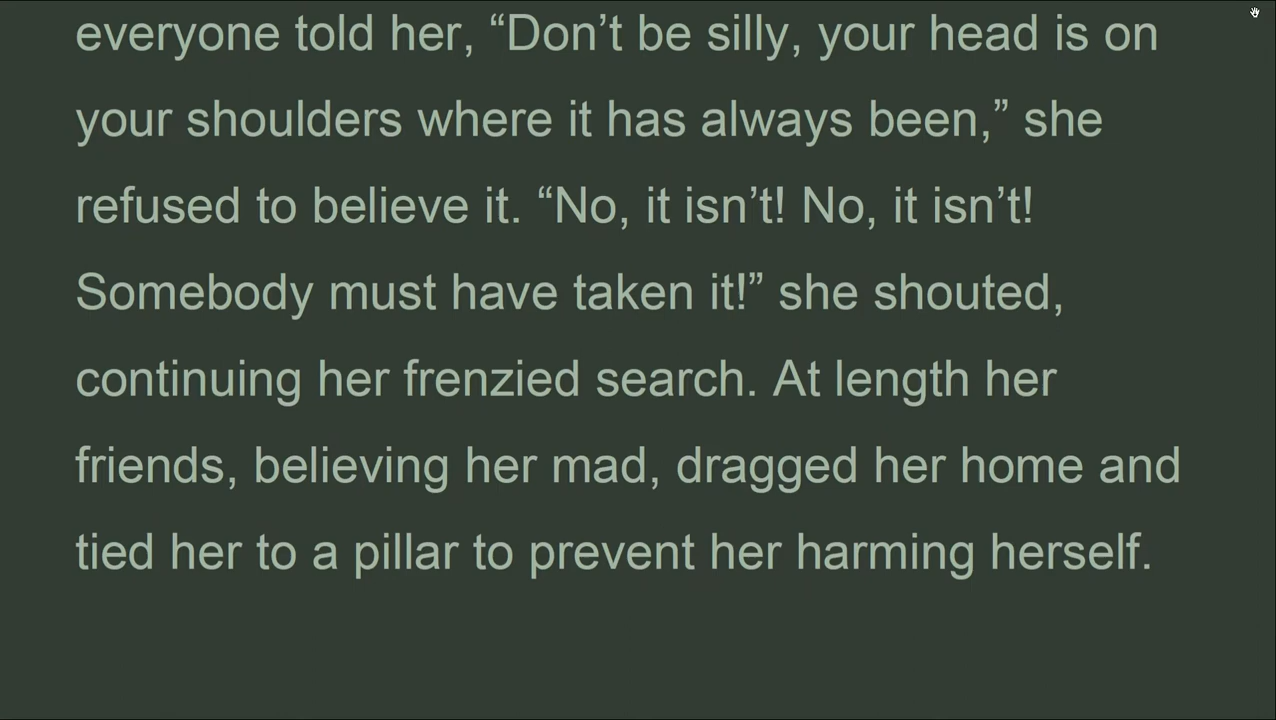 everyone told her, “Don’t be silly, your head is on
your shoulders where it has always been,” she
refused to believe it. “No, it isn’t! No, it isn’t!
Somebody must have taken it!” she shouted,
continuing her frenzied search. At length her
friends, believing her mad, dragged her home and
tied her to a pillar to prevent her harming herself.